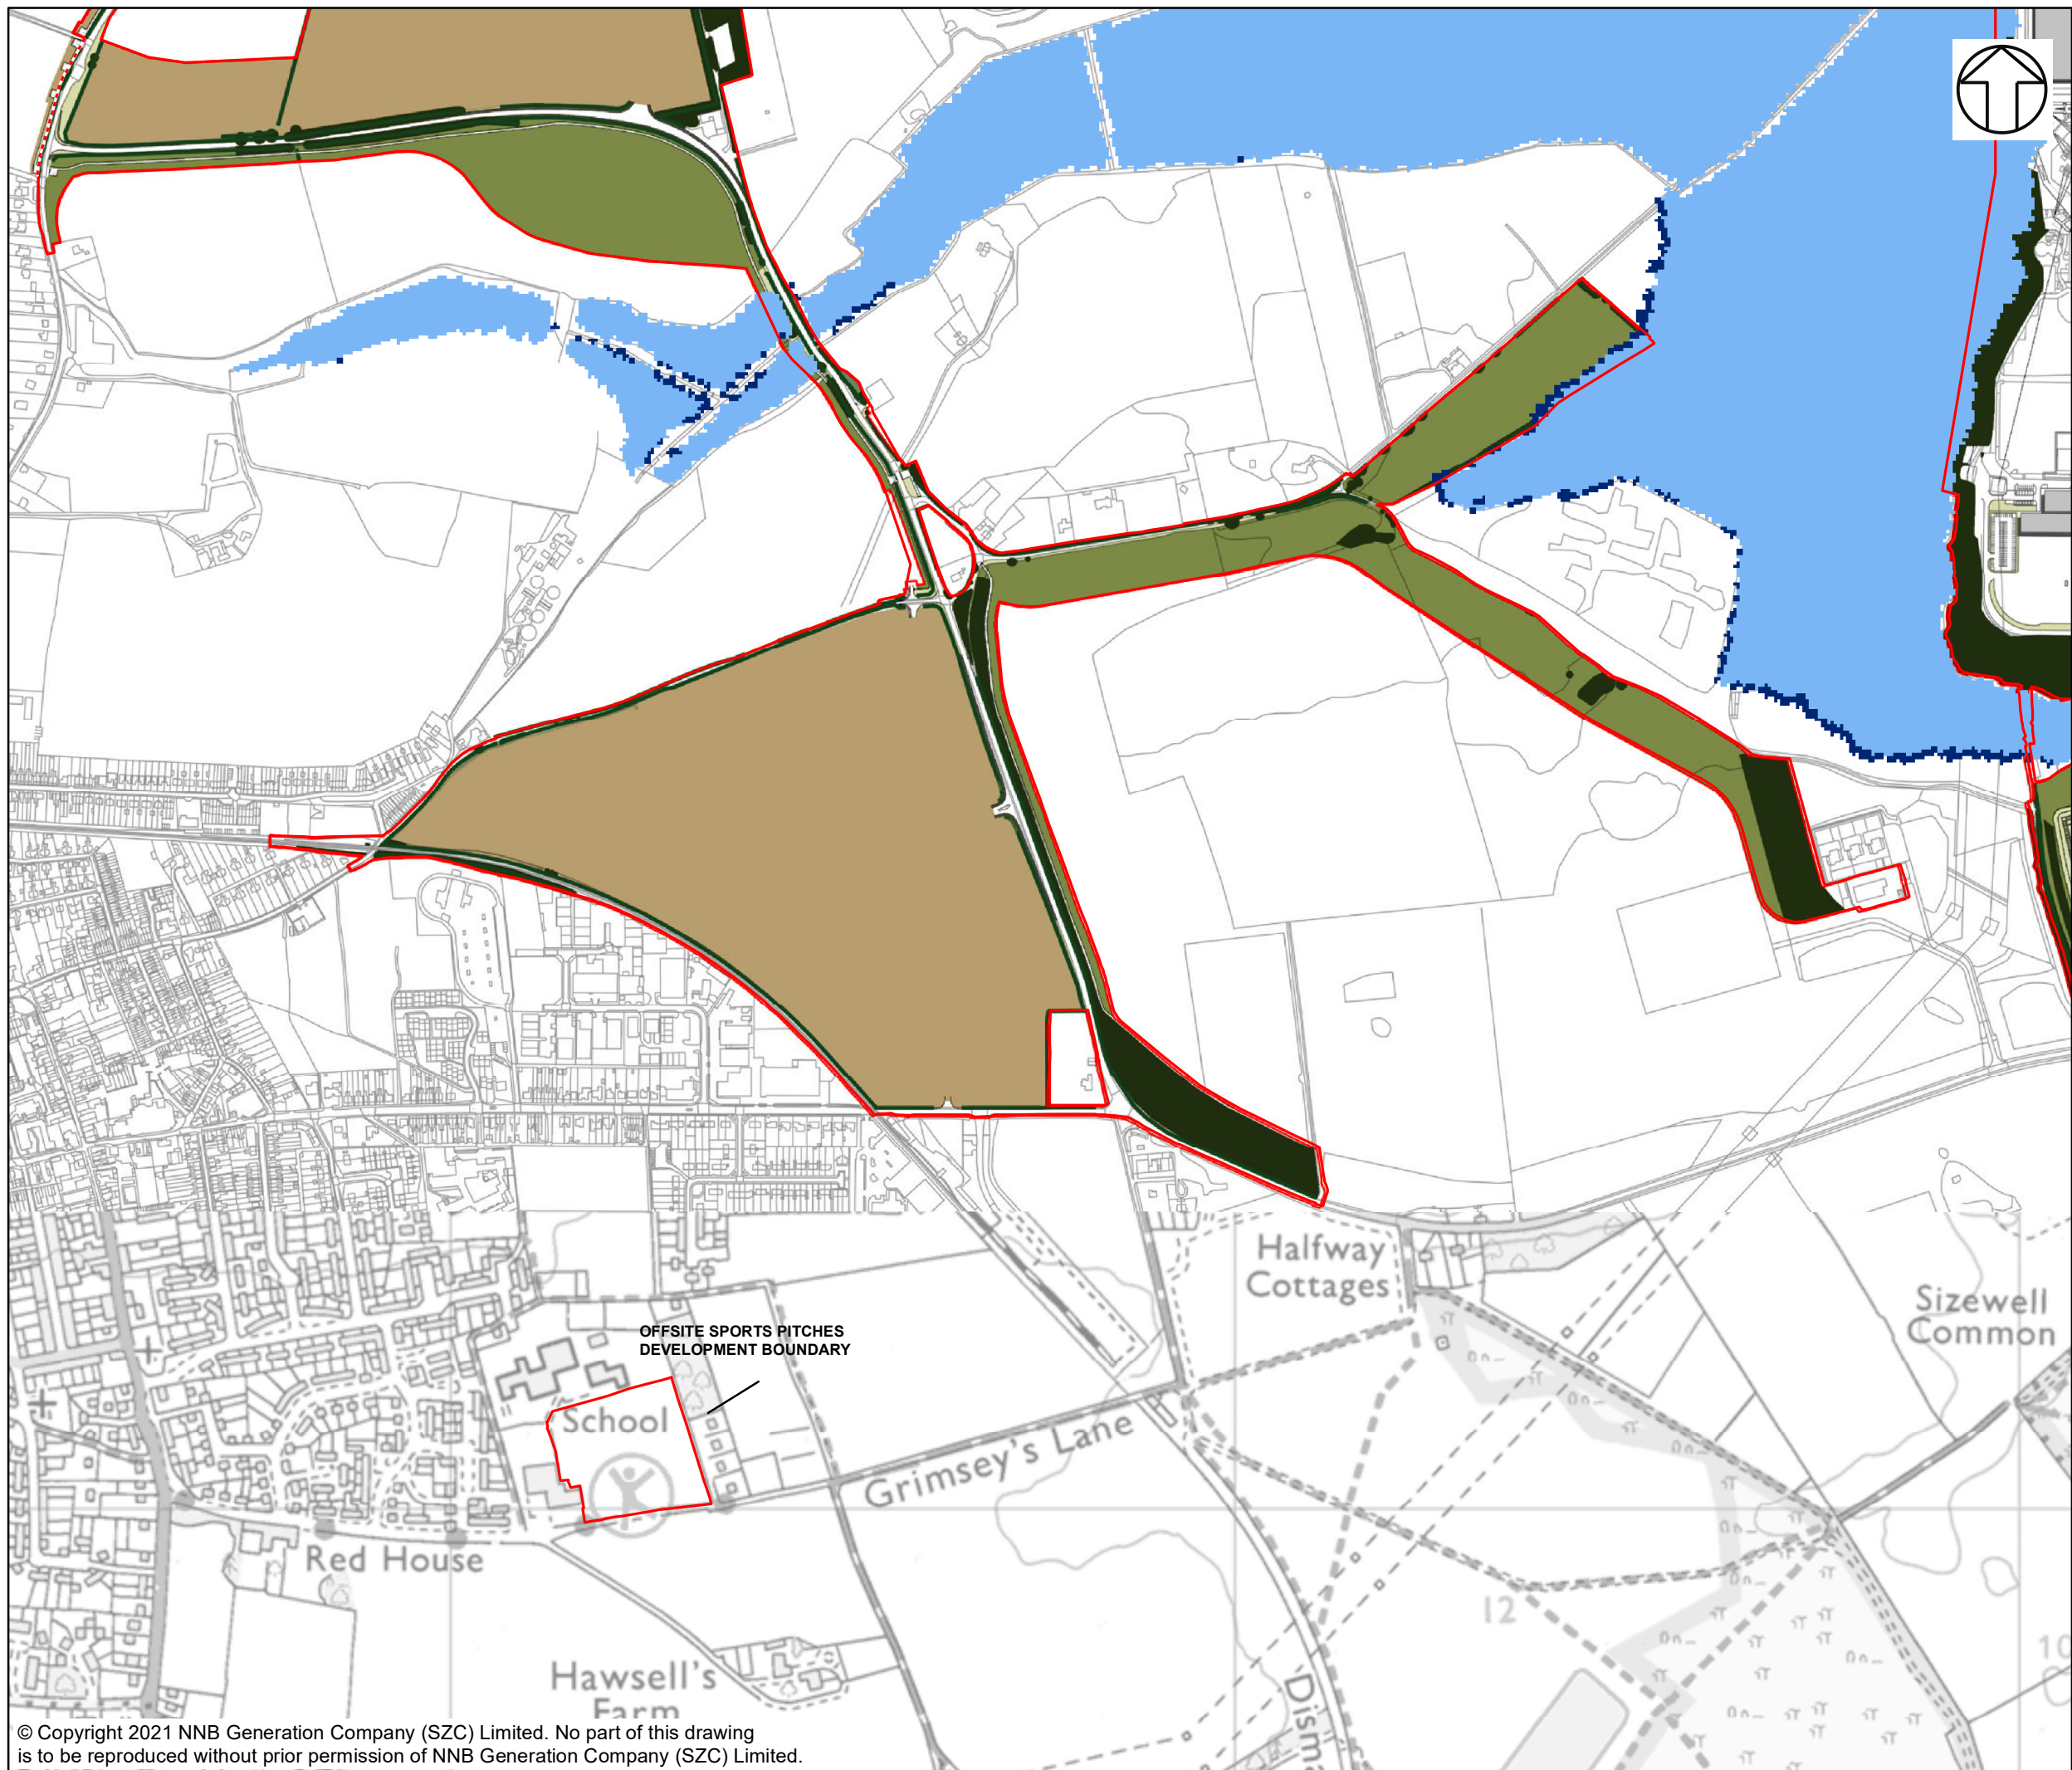 Halfway
Cottages
Sizewell
Common
OFFSITE SPORTS PITCHES
DEVELOPMENT BOUNDARY
School
Grimsey's Lane
Red House
12
Hawsell's
Farm
10
© Copyright 2021 NNB Generation Company (SZC) Limited. No part of this drawing
is to be reproduced without prior permission of NNB Generation Company (SZC) Limited.